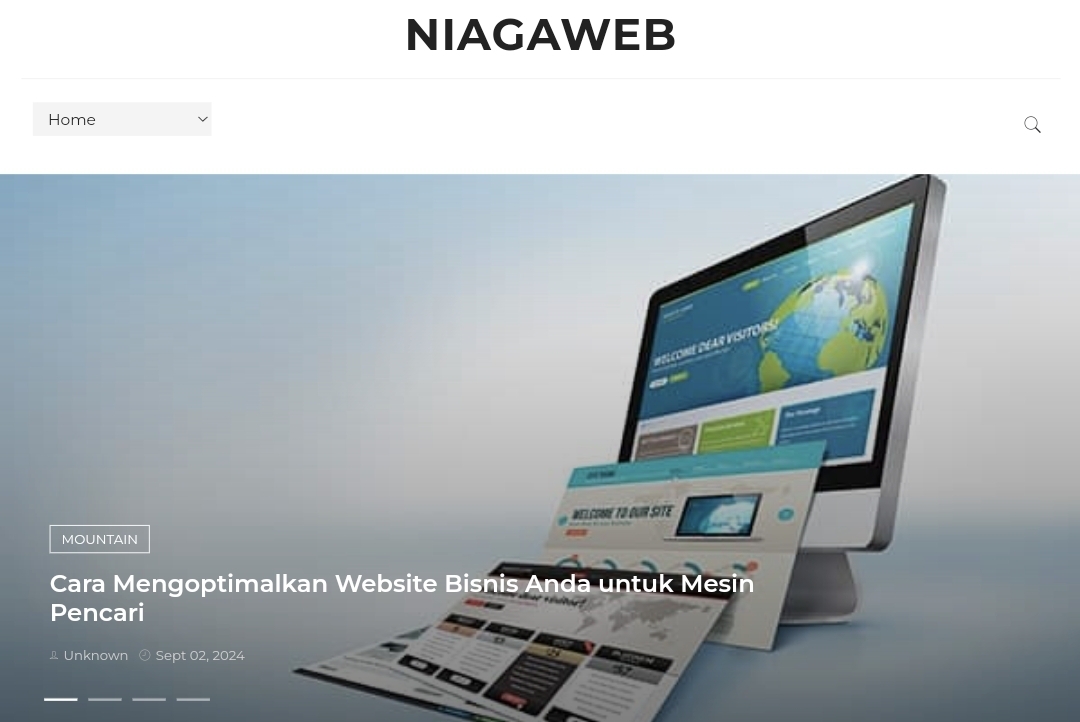 NIAGAWEB
Home
WELCOME DEAR VISITORS!
WELCOME TO OUR SITE
MOUNTAIN
Cara Mengoptimalkan Website Bisnis Anda untuk Mesin
Pencari
Unknown Sept 02, 2024